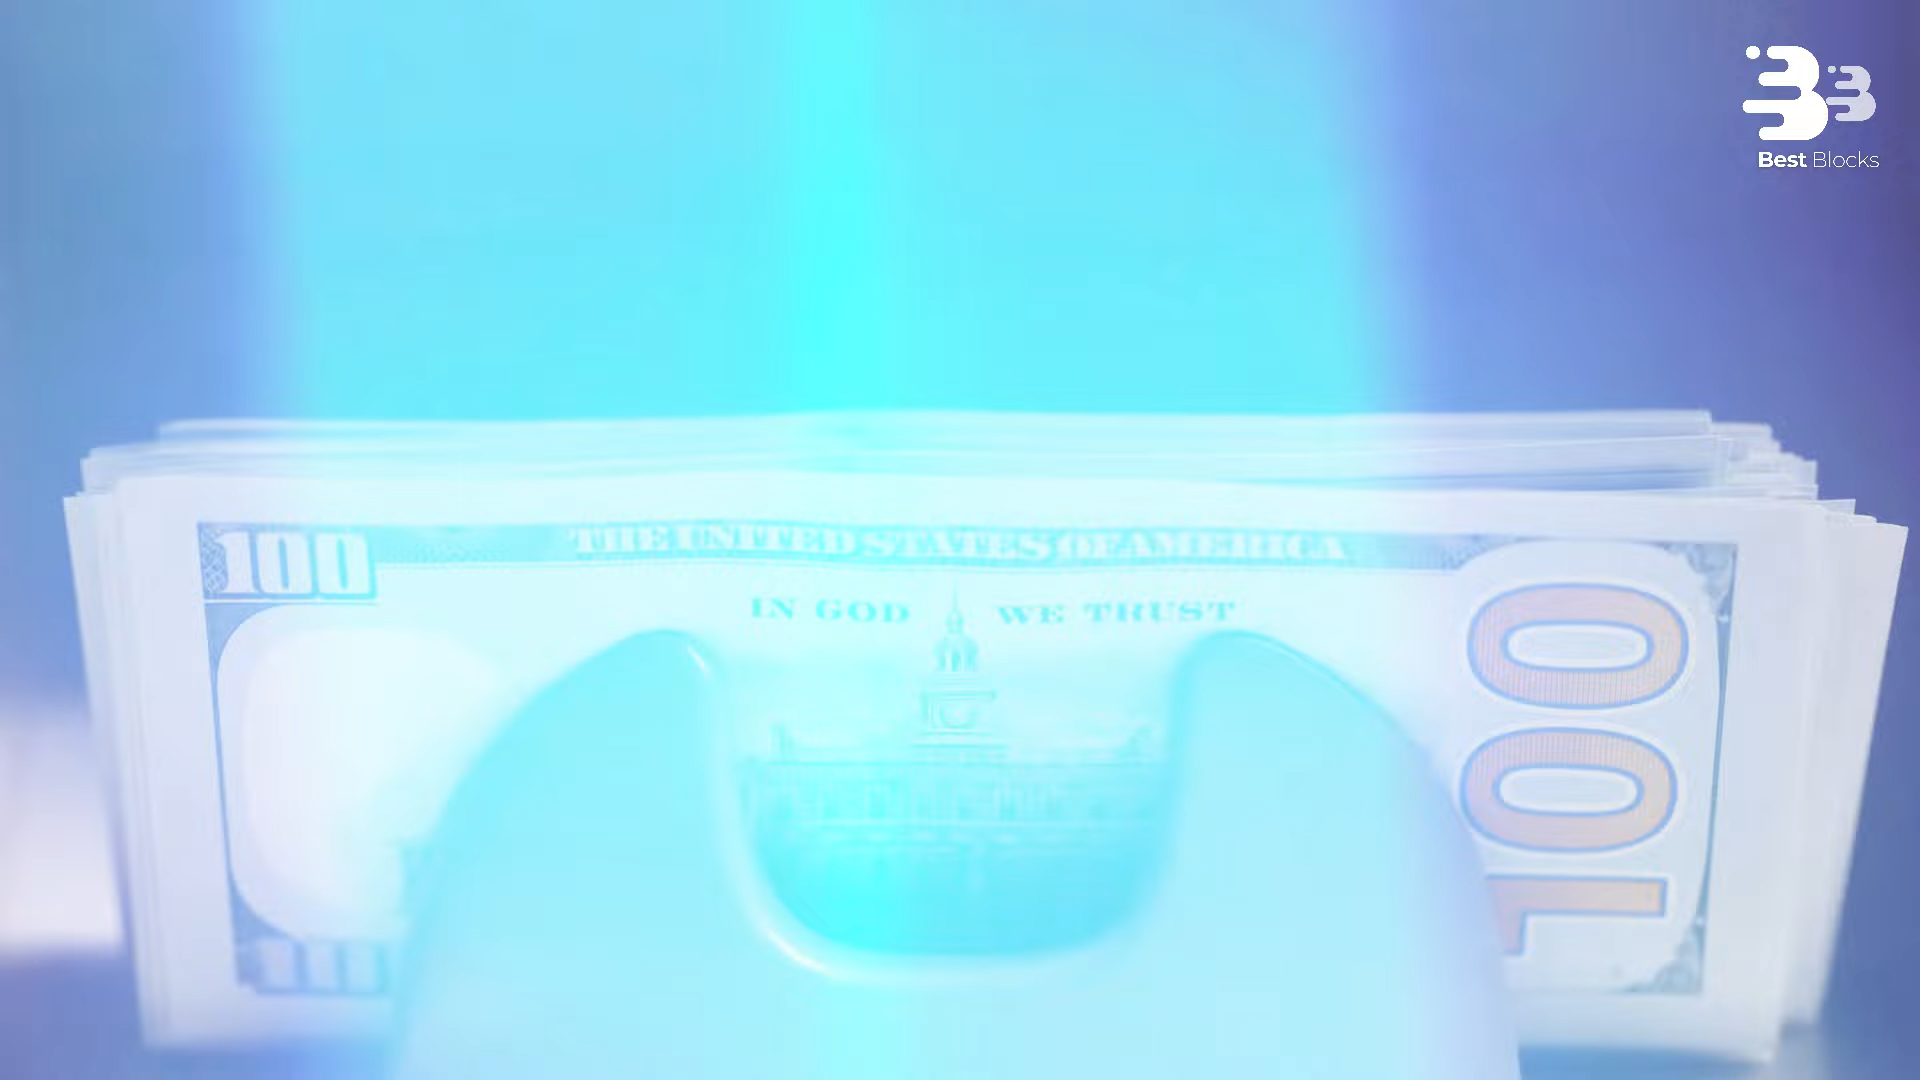 Best Blocks
100
THE UNITED STATES OF AMERICA
IN GOD WE TRUST
100